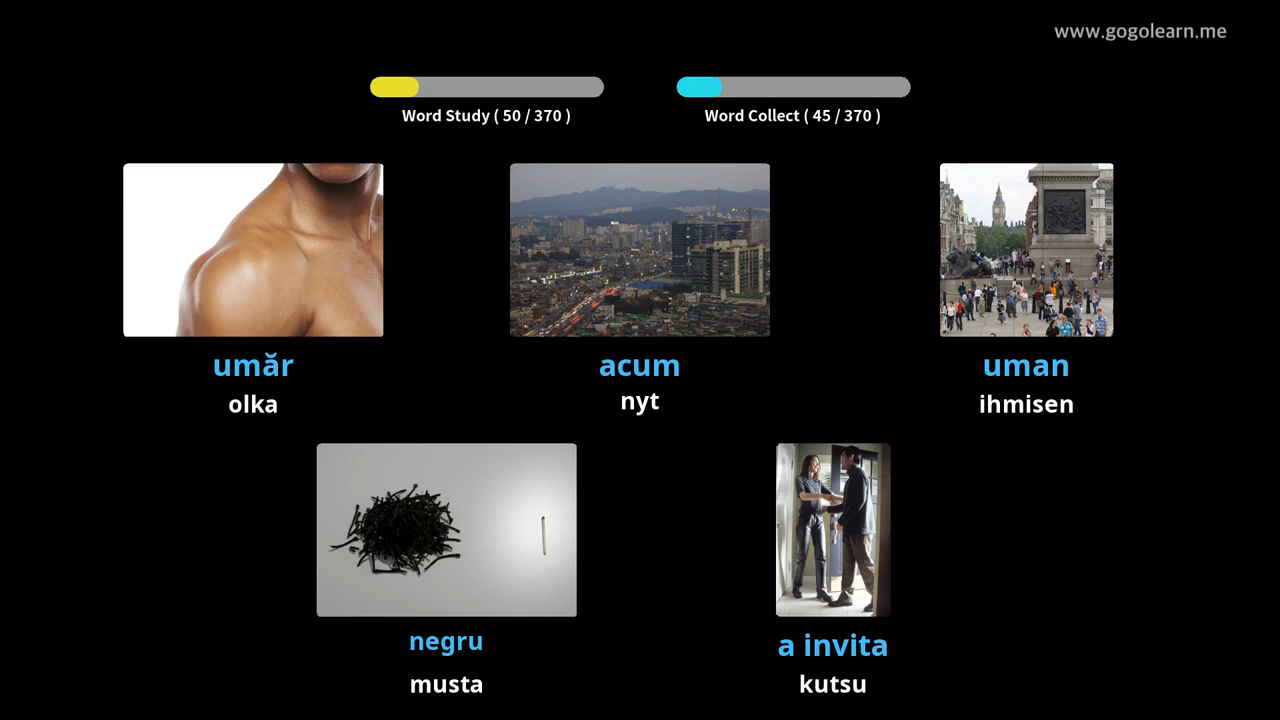 www.gogolearn.me
Word Study ( 50 / 370 )
Word Collect ( 45 / 370 )
umăr
olka
acum
nyt
uman
ihmisen
negru
musta
a invita
kutsu